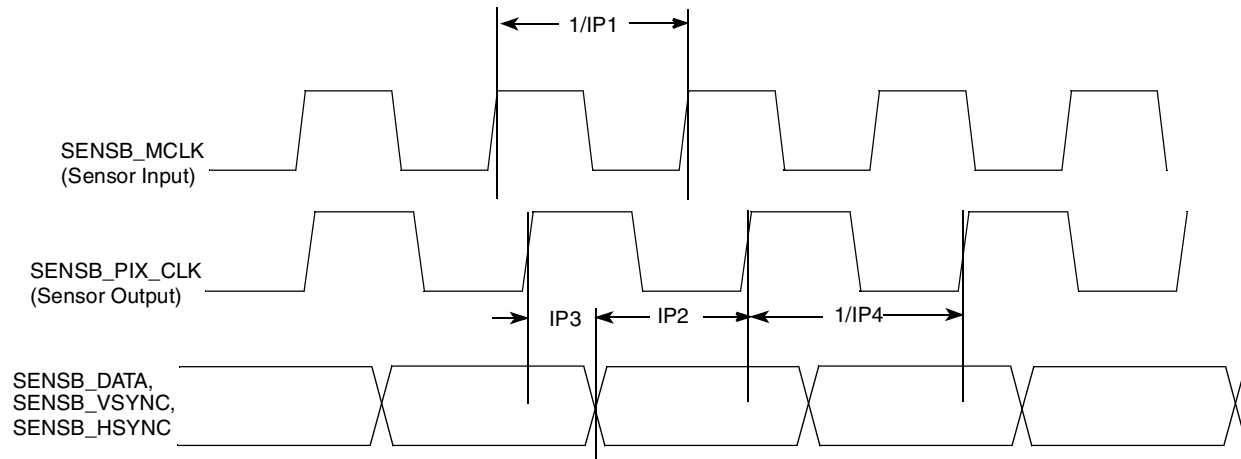 1/IP1
SENSB_MCLK
(Sensor Input)
SENSB_PIX_CLK
(Sensor Output)
IP3
IP2
1/IP4
SENSB_DATA,
SENSB_VSYNC,
SENSB_HSYNC